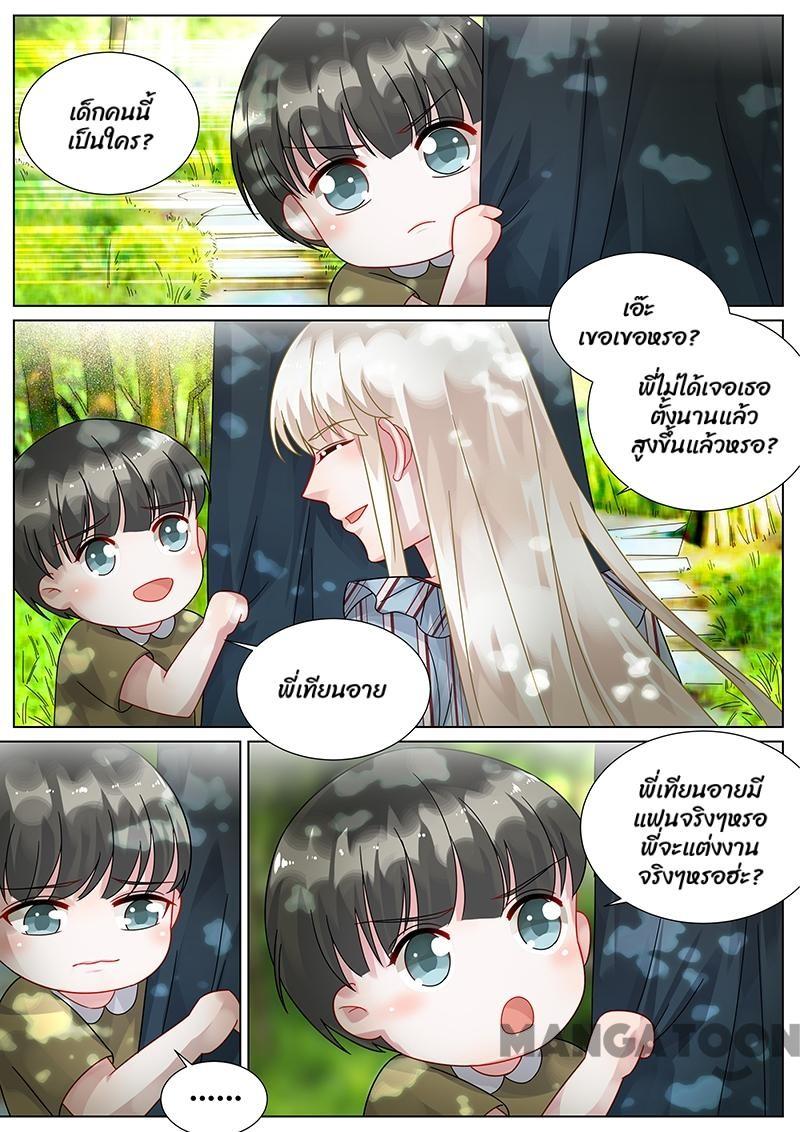 เด็กคนนี้
เป็นใคร?
เอ๊ะ
เขอเขอหรอ?
พี่ไม่ได้เจอเธอ
ตั้งนานแล้ว
สูงขึ้นแล้วหรอ?
พี่เทียนอาย
......
พี่เทียนอายมี
แฟนจริงๆหรอ
พี่จะแต่งงาน
จริงๆหรอฮ่ะ?
MANGATOON